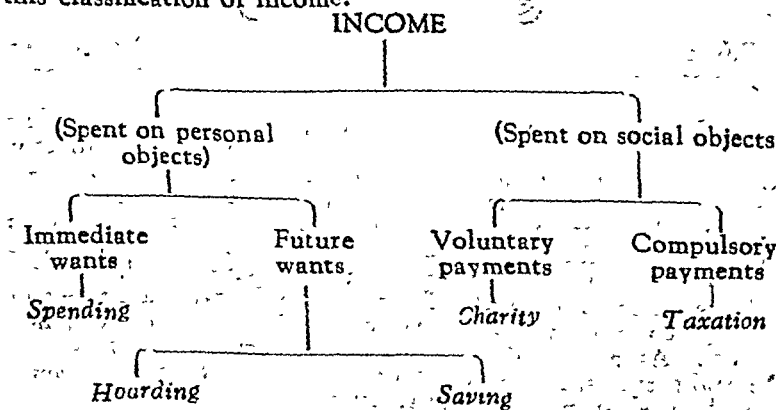 this classification of income.
INCOME
(Spent on personal
objects)
(Spent on social objects
Immediate
wants
Future
wants
Voluntary
payments
Compulsory
payments
Spending
Charity
Taxation
Hoarding
Saving